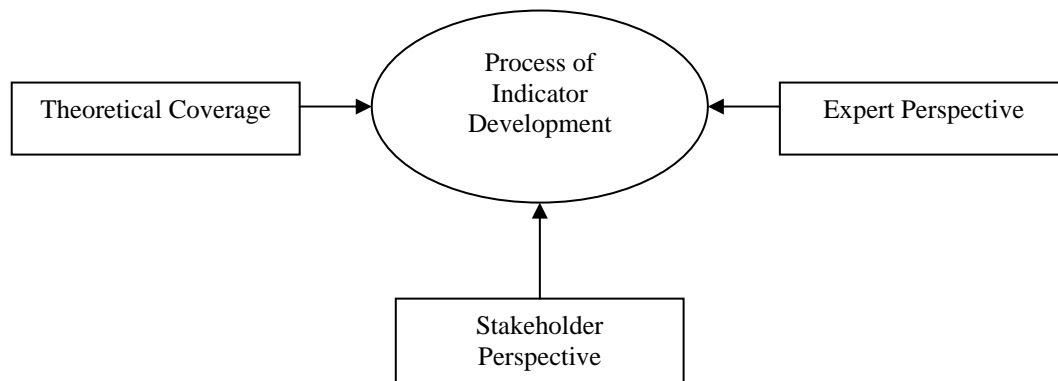 Process of
Indicator
Development
Theoretical Coverage
Expert Perspective
Stakeholder
Perspective